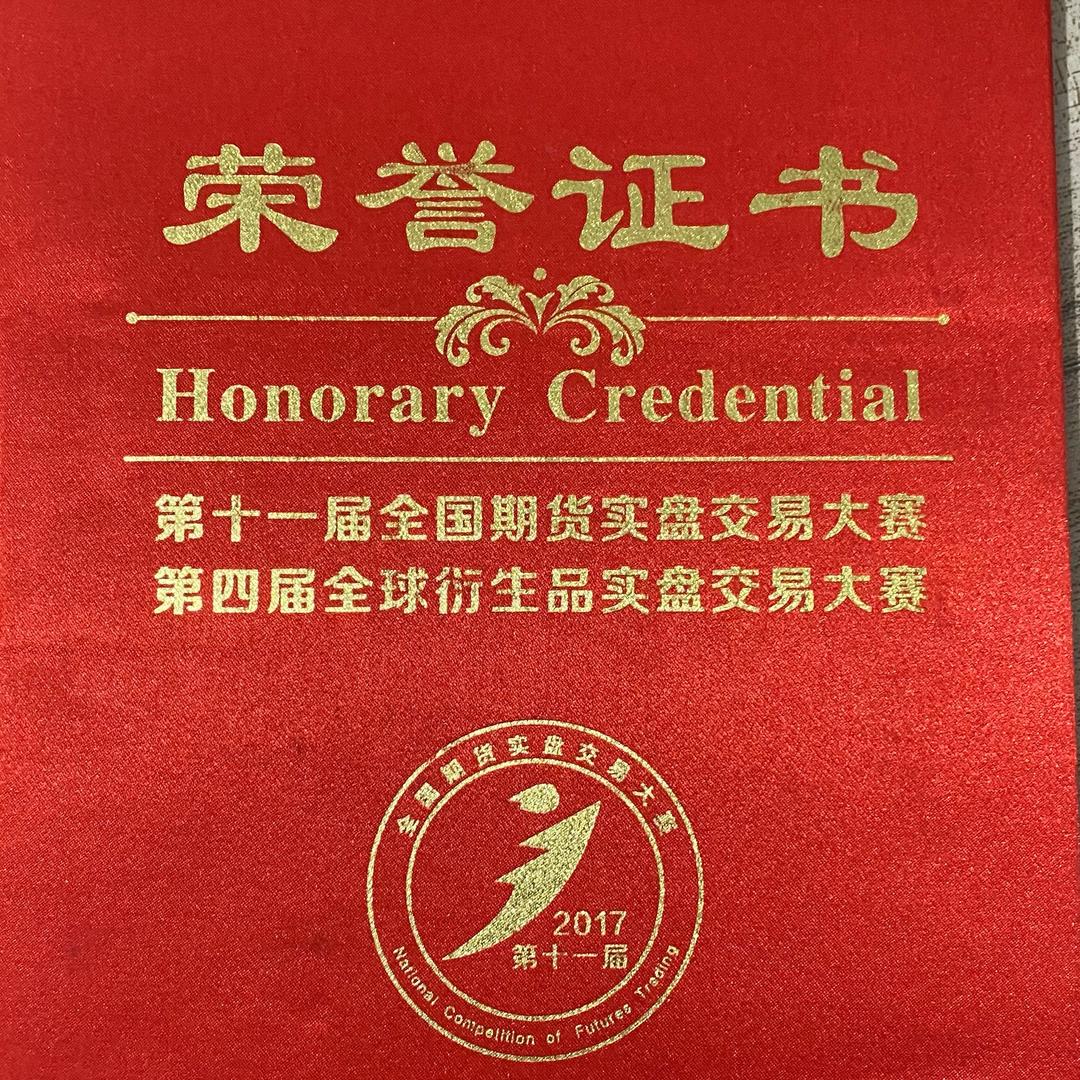 荣誉证书
Honorary Credential
第十一届全国期货实盘交易大赛
第四届全球衍生品实盘交易大赛
全国期货实盘交易大赛
2017
第十一届
National Competition of Futures Trading